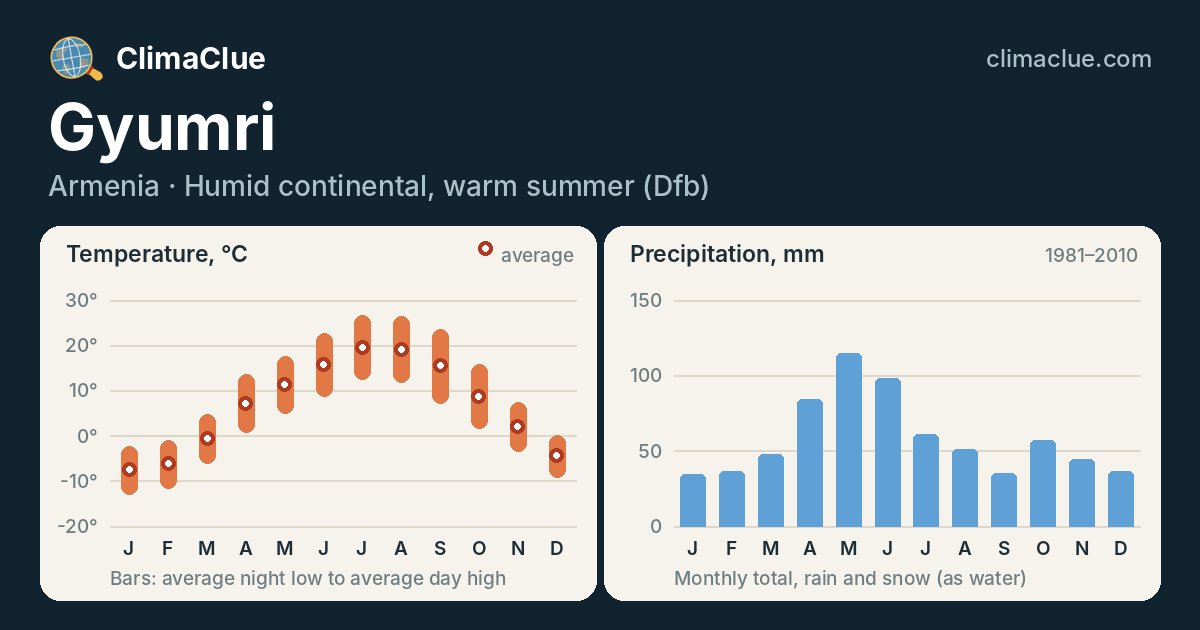 ClimaClue
climaclue.com
Gyumri
Armenia · Humid continental, warm summer (Dfb)
Temperature, °C
average
30°
20°
10°
0°
-10°
-20°
J F M A M J J A S O N D
Bars: average night low to average day high
Precipitation, mm
1981–2010
150
100
50
0
J F M A M J J A S O N D
Monthly total, rain and snow (as water)